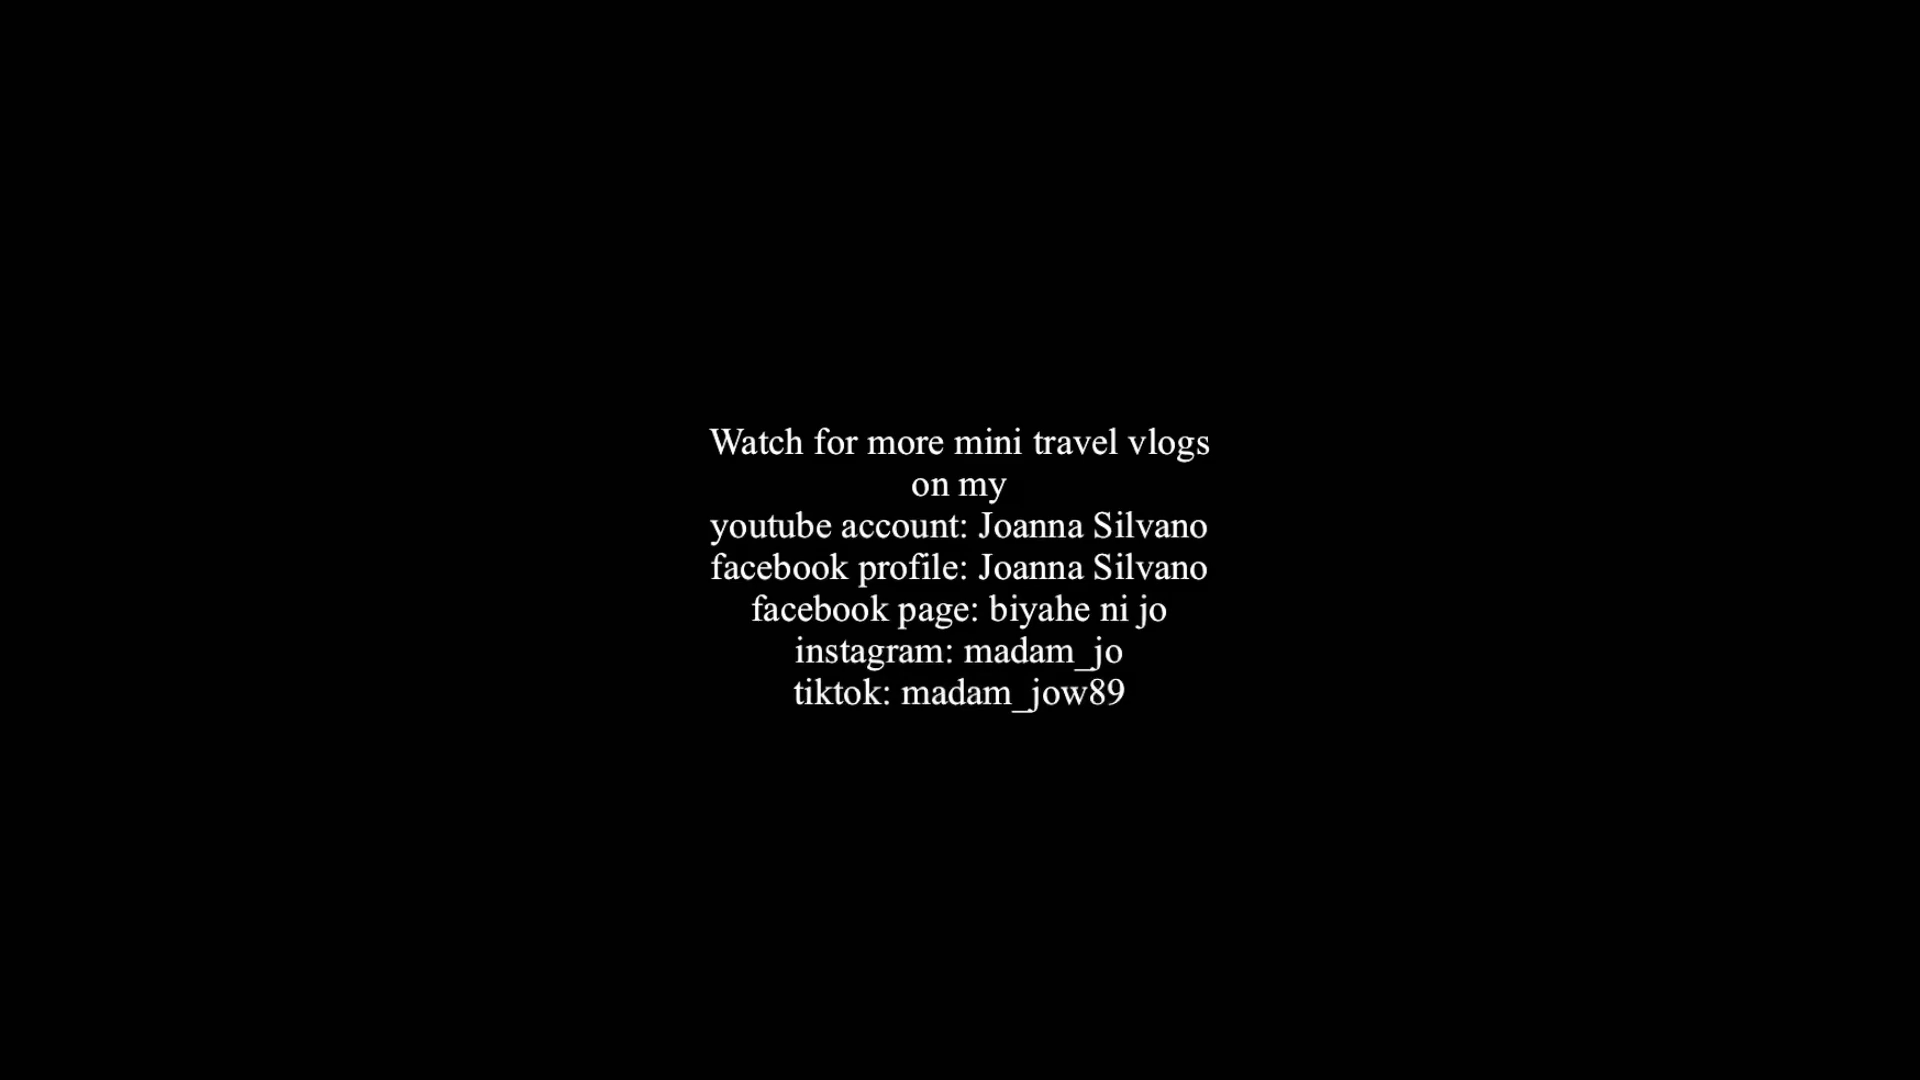 Watch for more mini travel vlogs
on my
youtube account: Joanna Silvano
facebook profile: Joanna Silvano
facebook page: biyahe ni jo
instagram: madam_jo
tiktok: madam_jow89